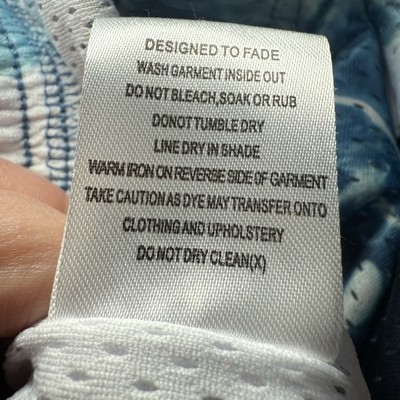 DESIGNED TO FADE
WASH GARMENT INSIDE OUT
DO NOT BLEACH,SOAK OR RUB
DONOT TUMBLE DRY
LINE DRY IN SHADE
WARM IRON ON REVERSE SIDE OF GARMENT
TAKE CAUTION AS DYE MAY TRANSFER ONTO
CLOTHING AND UPHOLSTERY
DO NOT DRY CLEAN(X)